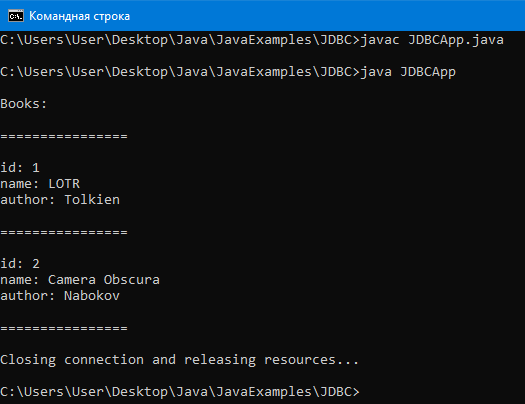 Командная строка
C:\Users\User\Desktop\Java\JavaExamples\JDBC>javac JDBCApp.java
C:\Users\User\Desktop\Java\JavaExamples\JDBC>java JDBCApp
Books:
================
id: 1
name: LOTR
author: Tolkien
================
id: 2
name: Camera Obscura
author: Nabokov
================
Closing connection and releasing resources...
C:\Users\User\Desktop\Java\JavaExamples\JDBC>